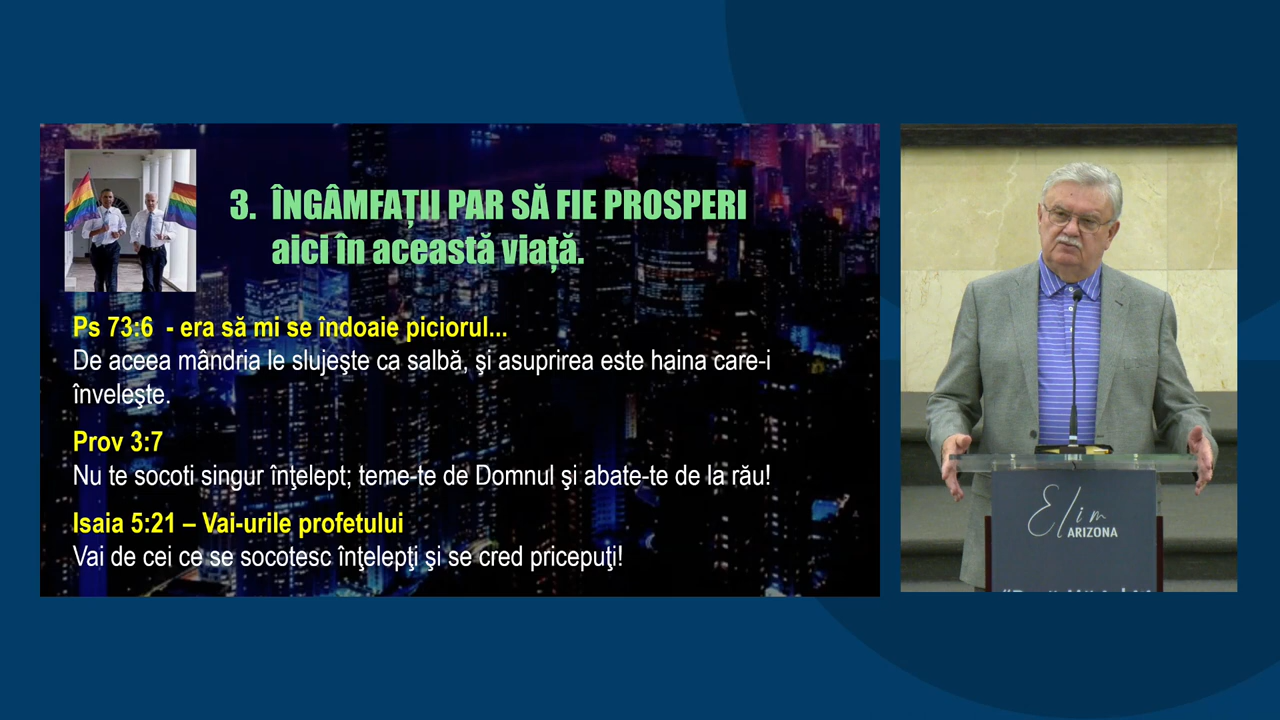 3. ÎNGÂMFAȚII PAR SĂ FIE PROSPERI
aici în această viață.
Ps 73:6 - era să mi se îndoaie piciorul...
De aceea mândria le slujeşte ca salbă, şi asuprirea este haina care-i
înveleşte.
Prov 3:7
Nu te socoti singur înţelept; teme-te de Domnul şi abate-te de la rău!
Isaia 5:21 – Vai-urile profetului
Vai de cei ce se socotesc înţelepţi şi se cred pricepuţi!
Elim
ARIZONA